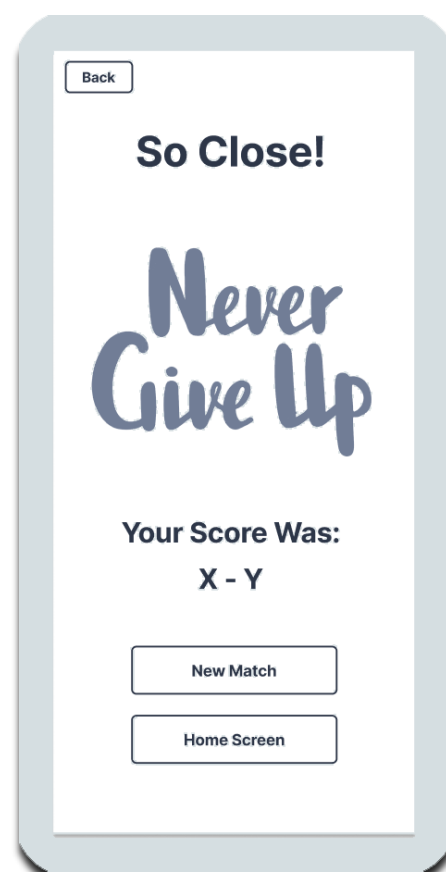 Back
So Close!
Never
Give Up
Your Score Was:
X - Y
New Match
Home Screen